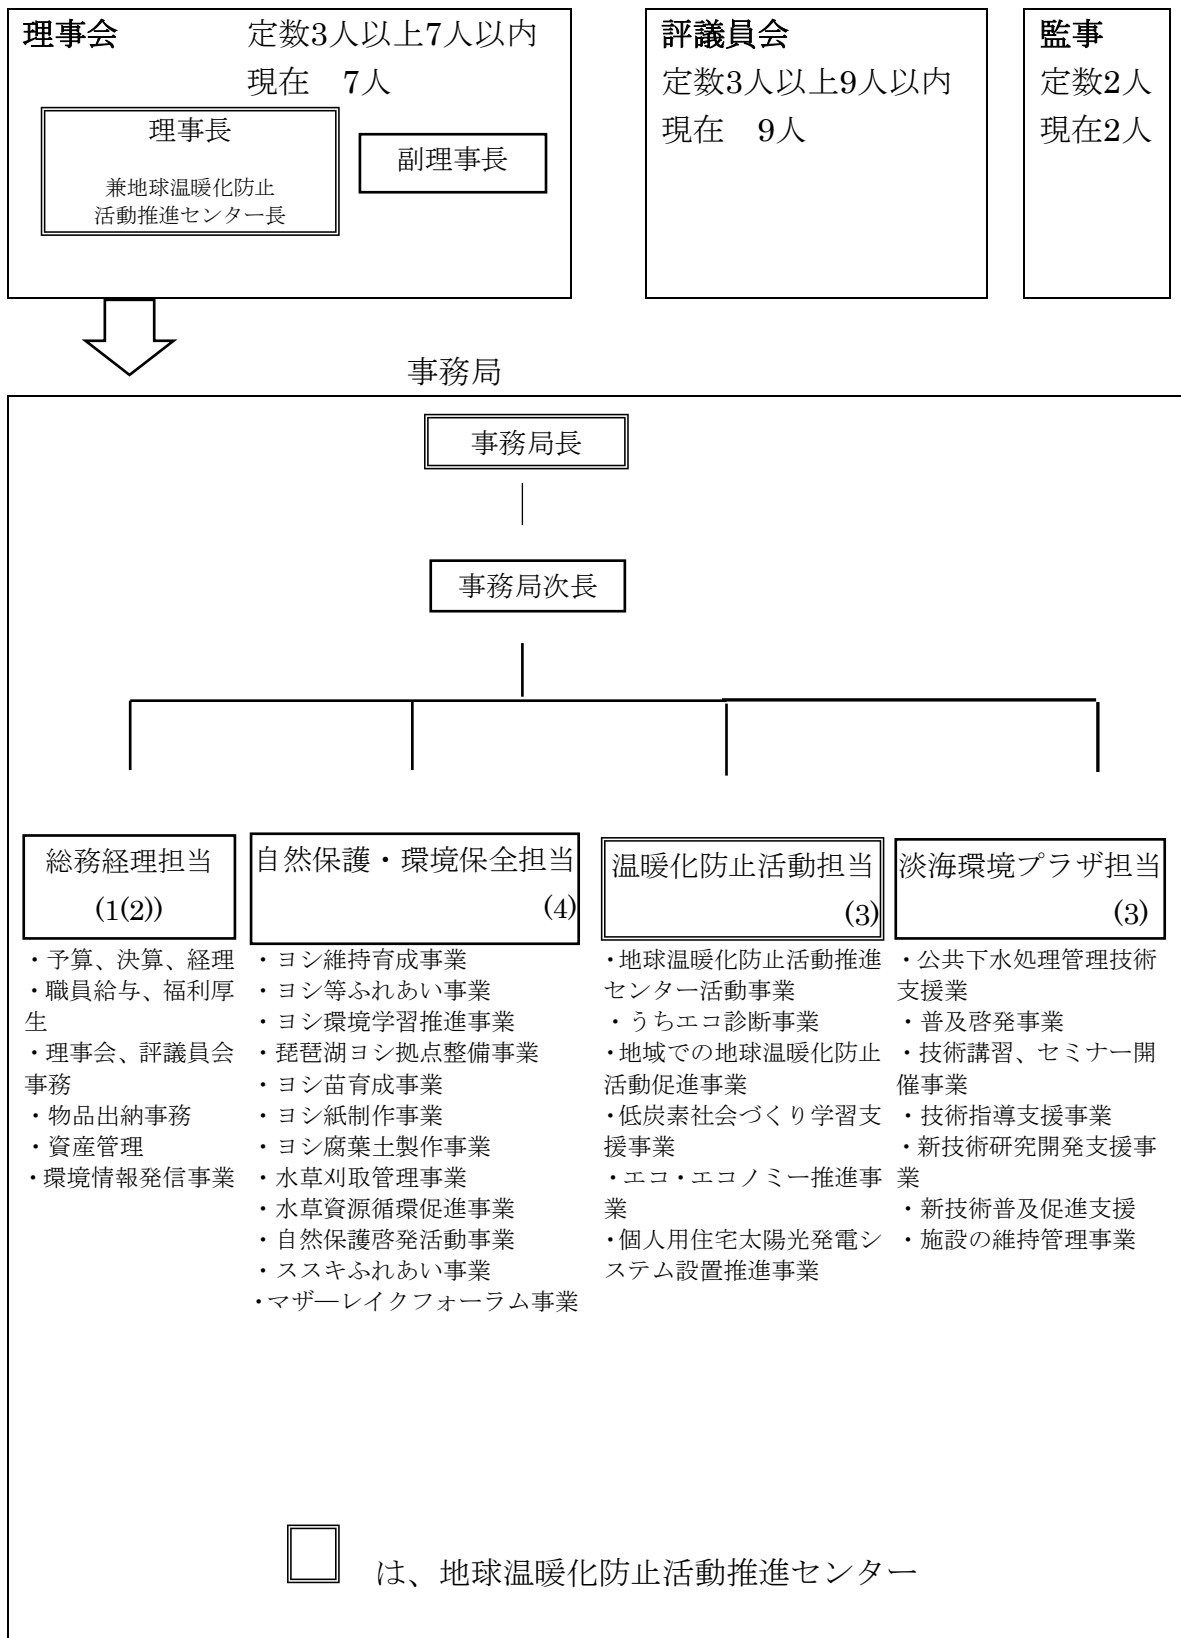 理事会 定数3人以上7人以内
現在 7人
理事長
兼地球温暖化防止
活動推進センター長
副理事長
評議員会
定数3人以上9人以内
現在 9人
監事
定数2人
現在2人
事務局
事務局長
事務局次長
総務経理担当
(1(2))
・予算、決算、経理
・職員給与、福利厚
生
・理事会、評議員会
事務
・物品出納事務
・資産管理
・環境情報発信事業
自然保護・環境保全担当
(4)
・ヨシ維持育成事業
・ヨシ等ふれあい事業
・ヨシ環境学習推進事業
・琵琶湖ヨシ拠点整備事業
・ヨシ苗育成事業
・ヨシ紙制作事業
・ヨシ腐葉土製作事業
・水草刈取管理事業
・水草資源循環促進事業
・自然保護啓発活動事業
・ススキふれあい事業
・マザ―レイクフォーラム事業
温暖化防止活動担当
(3)
・地球温暖化防止活動推進
センター活動事業
・うちエコ診断事業
・地域での地球温暖化防止
活動促進事業
・低炭素社会づくり学習支
援事業
・エコ・エコノミー推進事
業
・個人用住宅太陽光発電シ
ステム設置推進事業
淡海環境プラザ担当
(3)
・公共下水処理管理技術
支援業
・普及啓発事業
・技術講習、セミナー開
催事業
・技術指導支援事業
・新技術研究開発支援事
業
・新技術普及促進支援
・施設の維持管理事業
は、地球温暖化防止活動推進センター